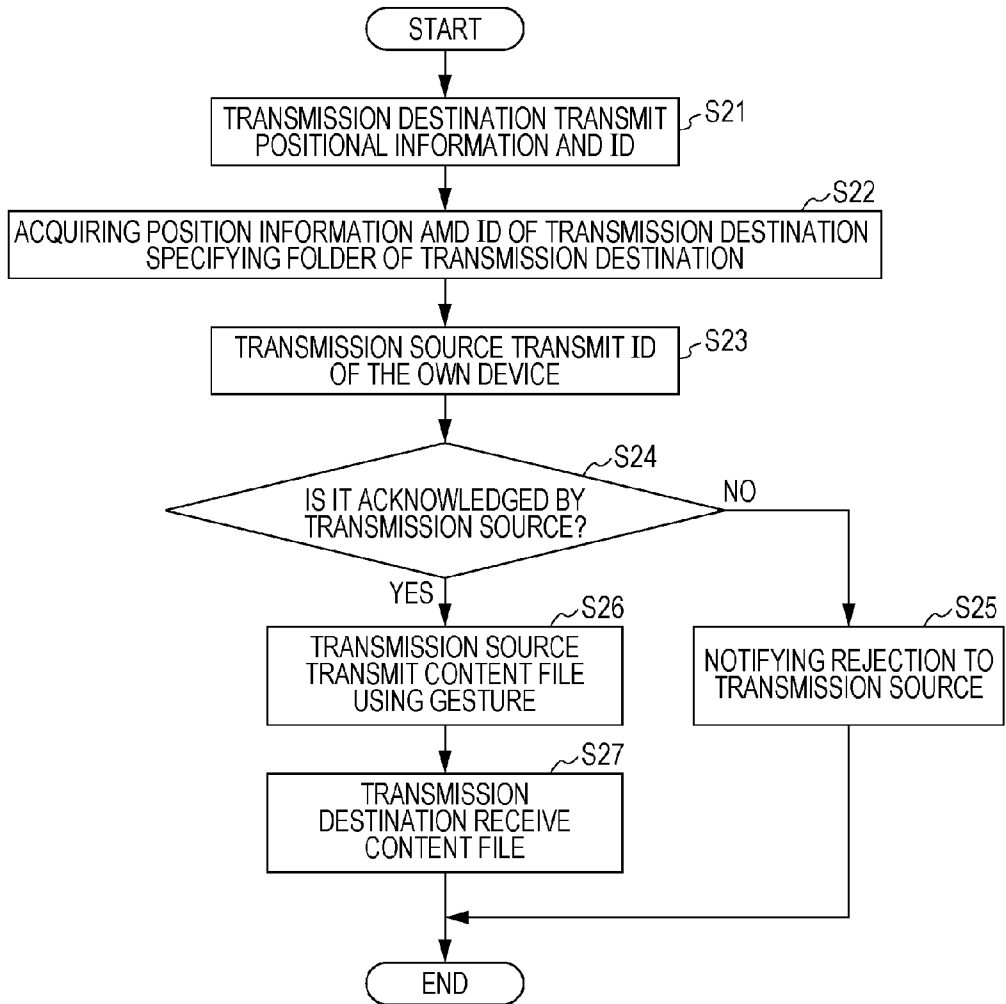 START
S21
TRANSMISSION DESTINATION TRANSMIT
POSITIONAL INFORMATION AND ID
S22
ACQUIRING POSITION INFORMATION AMD ID OF TRANSMISSION DESTINATION
SPECIFYING FOLDER OF TRANSMISSION DESTINATION
S23
TRANSMISSION SOURCE TRANSMIT ID
OF THE OWN DEVICE
S24
IS IT ACKNOWLEDGED BY
TRANSMISSION SOURCE?
NO
YES
S26
TRANSMISSION SOURCE
TRANSMIT CONTENT FILE
USING GESTURE
S25
NOTIFYING REJECTION TO
TRANSMISSION SOURCE
S27
TRANSMISSION
DESTINATION RECEIVE
CONTENT FILE
END